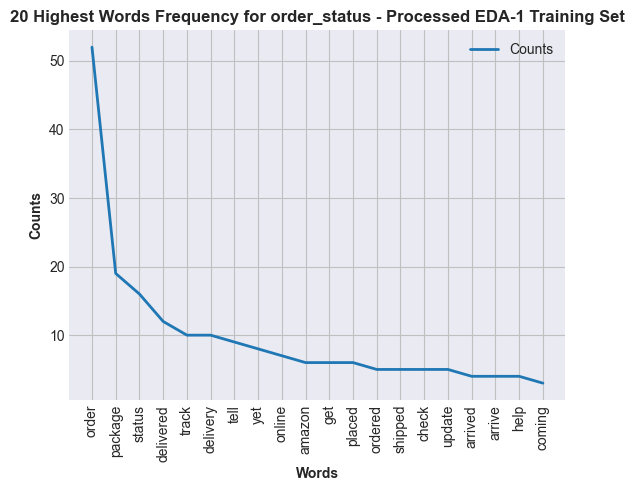 20 Highest Words Frequency for order_status - Processed EDA-1 Training Set
Counts
50
40
30
20
10
Counts
order
package
status
delivered
track
delivery
tell
yet
online
amazon
get
placed
ordered
shipped
check
update
arrived
arrive
help
coming
Words